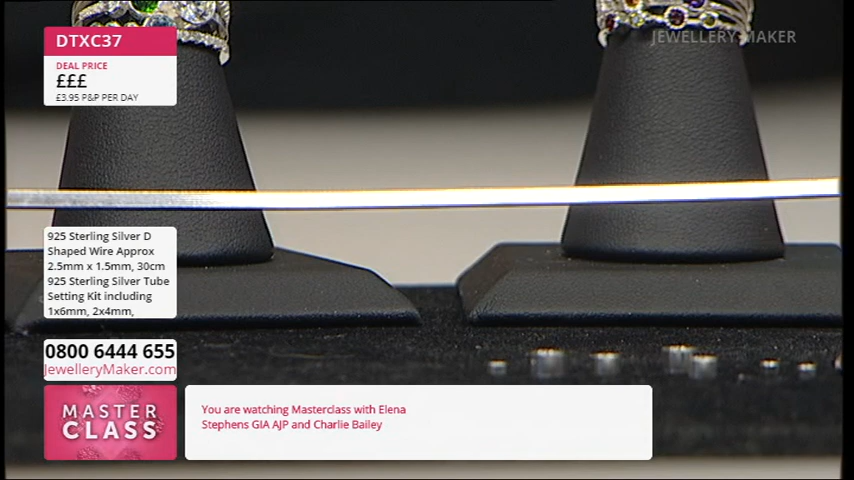 DTXC37
JEWELLERY MAKER
DEAL PRICE
£££
£3.95 P&P PER DAY
925 Sterling Silver D
Shaped Wire Approx
2.5mm x 1.5mm, 30cm
925 Sterling Silver Tube
Setting Kit including
1x6mm, 2x4mm,
0800 6444 655
JewelleryMaker.com
MASTER
CLASS
You are watching Masterclass with Elena
Stephens GIA AJP and Charlie Bailey